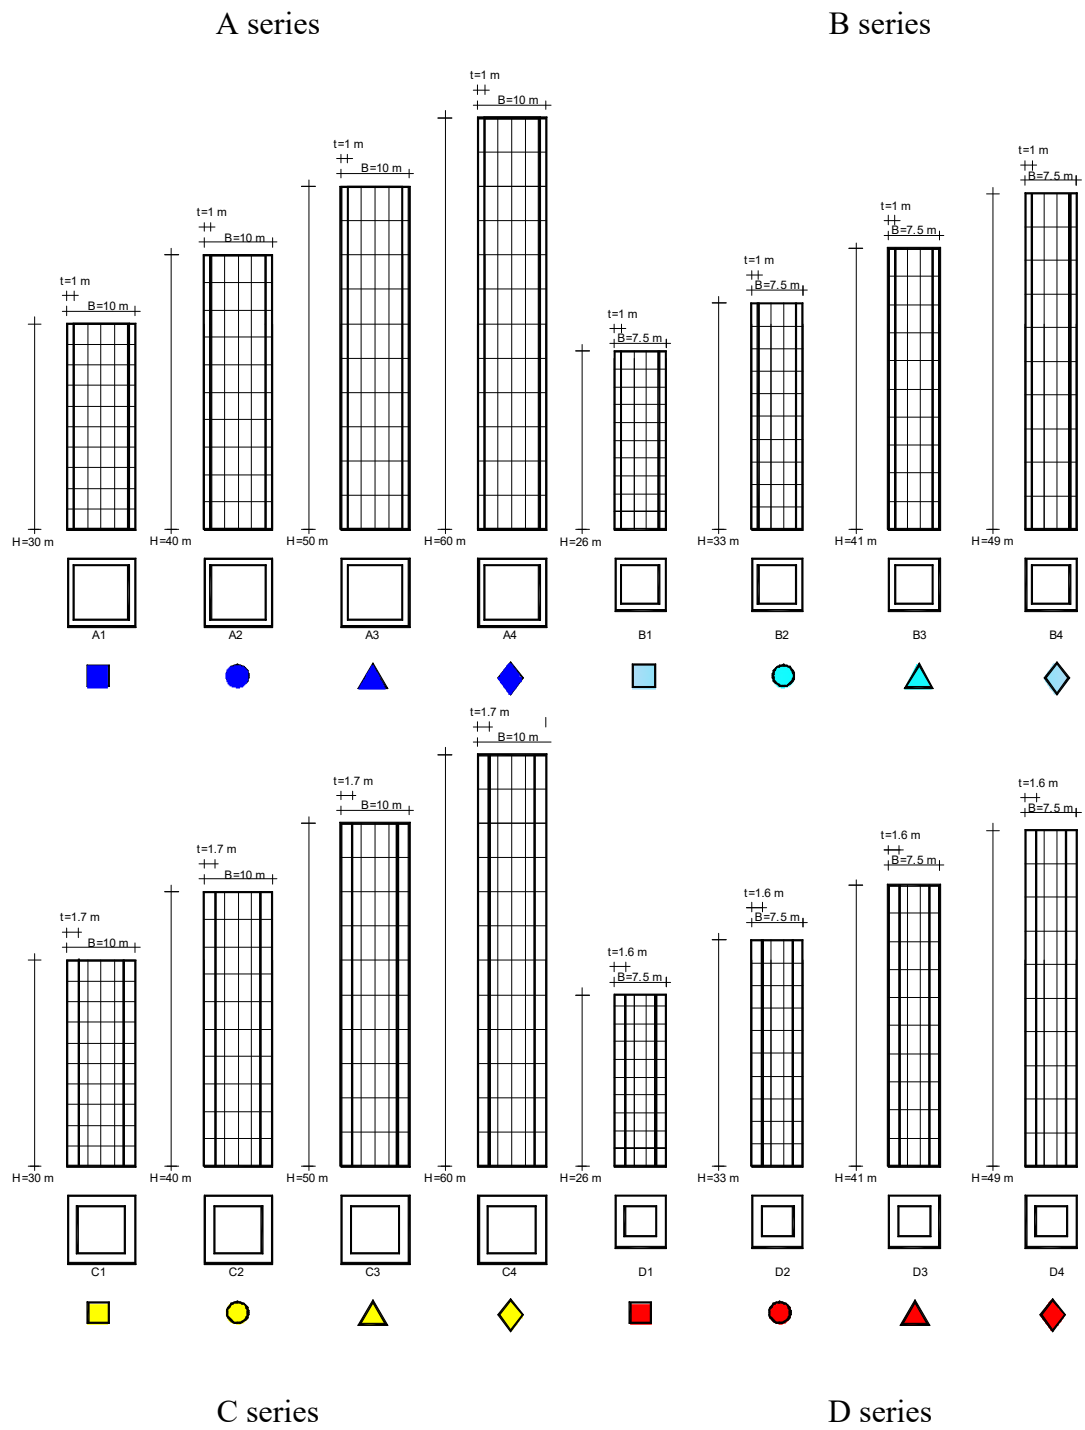 A series
B series
t=1 m
B=10 m
t=1 m
B=10 m
t=1 m
B=10 m
t=1 m
B=10 m
t=1 m
B=7.5 m
t=1 m
B=7.5 m
t=1 m
B=7.5 m
t=1 m
B=7.5 m
H=30 m
H=40 m
H=50 m
H=60 m
H=26 m
H=33 m
H=41 m
H=49 m
A1
A2
A3
A4
B1
B2
B3
B4
t=1.7 m
B=10 m
t=1.7 m
B=10 m
t=1.7 m
B=10 m
t=1.7 m
B=10 m
t=1.6 m
B=7.5 m
t=1.6 m
B=7.5 m
t=1.6 m
B=7.5 m
t=1.6 m
B=7.5 m
H=30 m
H=40 m
H=50 m
H=60 m
H=26 m
H=33 m
H=41 m
H=49 m
C1
C2
C3
C4
D1
D2
D3
D4
C series
D series